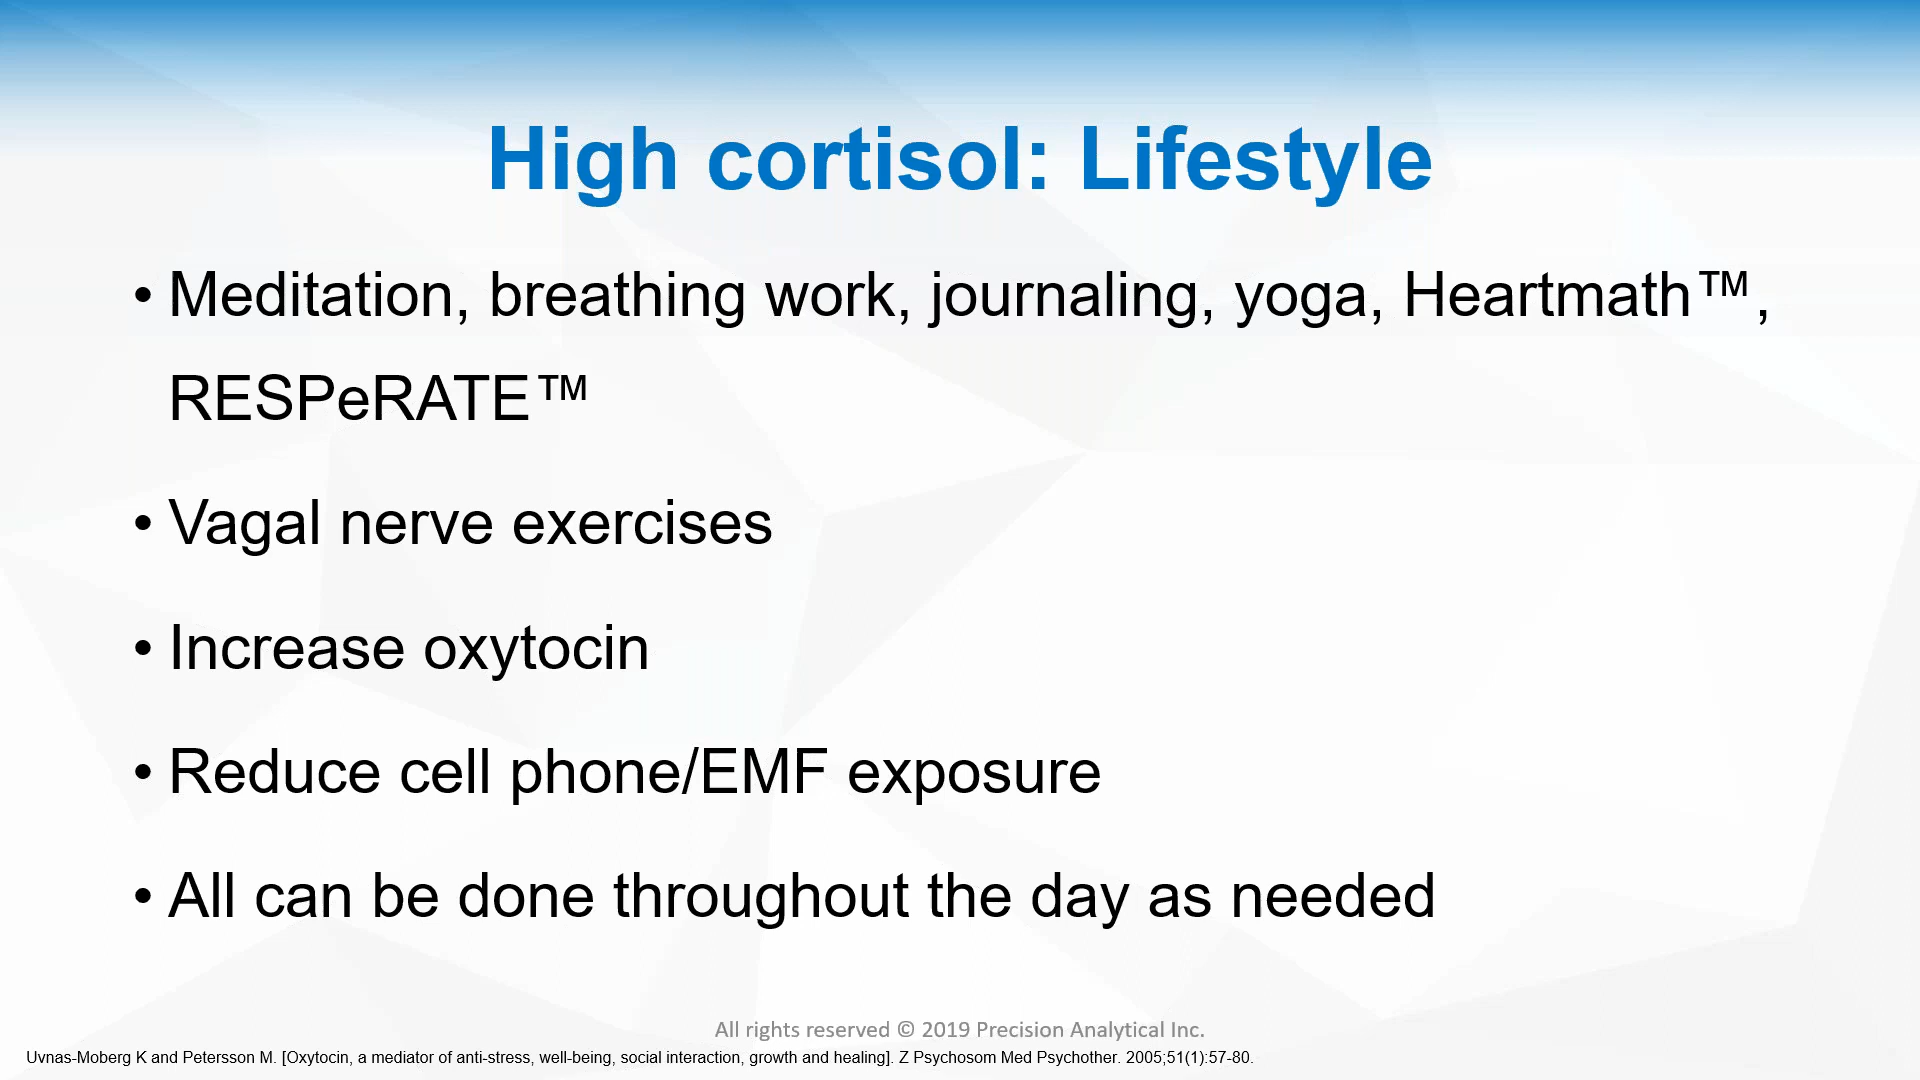 High cortisol: Lifestyle
• Meditation, breathing work, journaling, yoga, Heartmath™,
RESPeRATE™
• Vagal nerve exercises
• Increase oxytocin
• Reduce cell phone/EMF exposure
• All can be done throughout the day as needed
All rights reserved © 2019 Precision Analytical Inc.
Uvnas-Moberg K and Petersson M. [Oxytocin, a mediator of anti-stress, well-being, social interaction, growth and healing]. Z Psychosom Med Psychother. 2005;51(1):57-80.